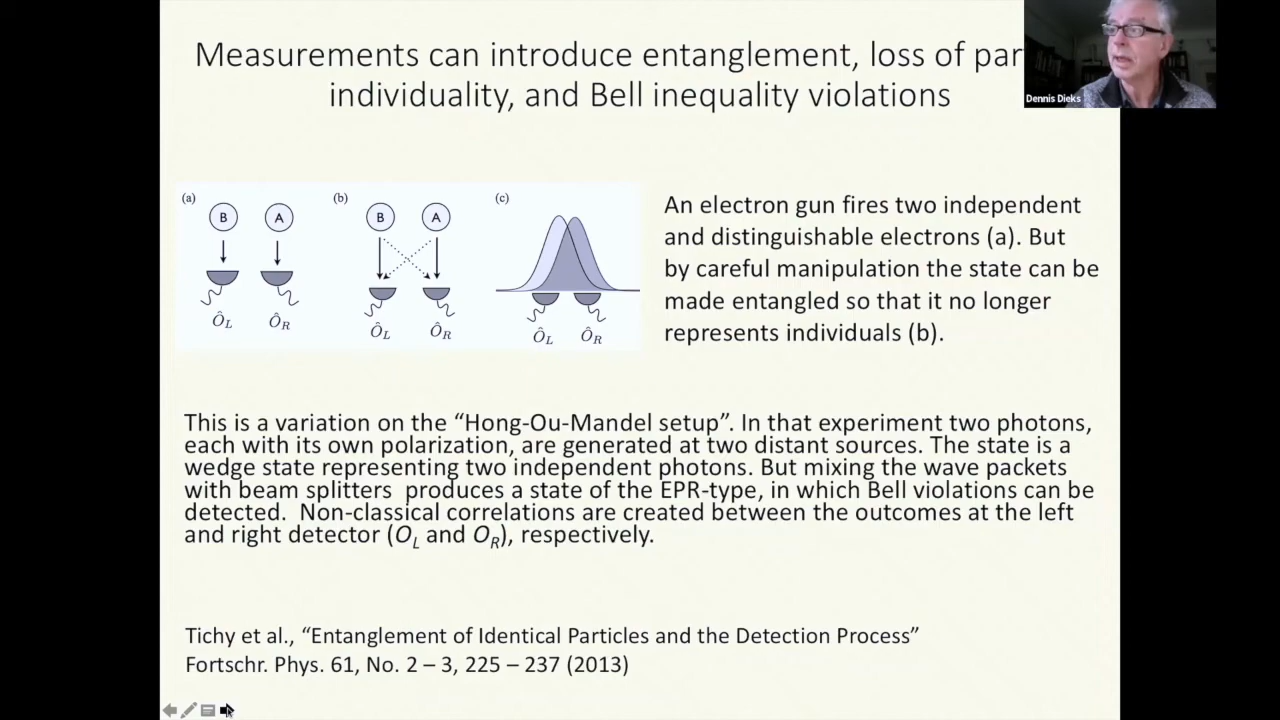 Measurements can introduce entanglement, loss of par
individuality, and Bell inequality violations
Dennis Dieks
(a) (b) (c)
B A B A
Ô_L Ô_R Ô_L Ô_R Ô_L Ô_R
An electron gun fires two independent
and distinguishable electrons (a). But
by careful manipulation the state can be
made entangled so that it no longer
represents individuals (b).
This is a variation on the “Hong-Ou-Mandel setup”. In that experiment two photons,
each with its own polarization, are generated at two distant sources. The state is a
wedge state representing two independent photons. But mixing the wave packets
with beam splitters produces a state of the EPR-type, in which Bell violations can be
detected. Non-classical correlations are created between the outcomes at the left
and right detector (O_L and O_R), respectively.
Tichy et al., “Entanglement of Identical Particles and the Detection Process”
Fortschr. Phys. 61, No. 2 – 3, 225 – 237 (2013)